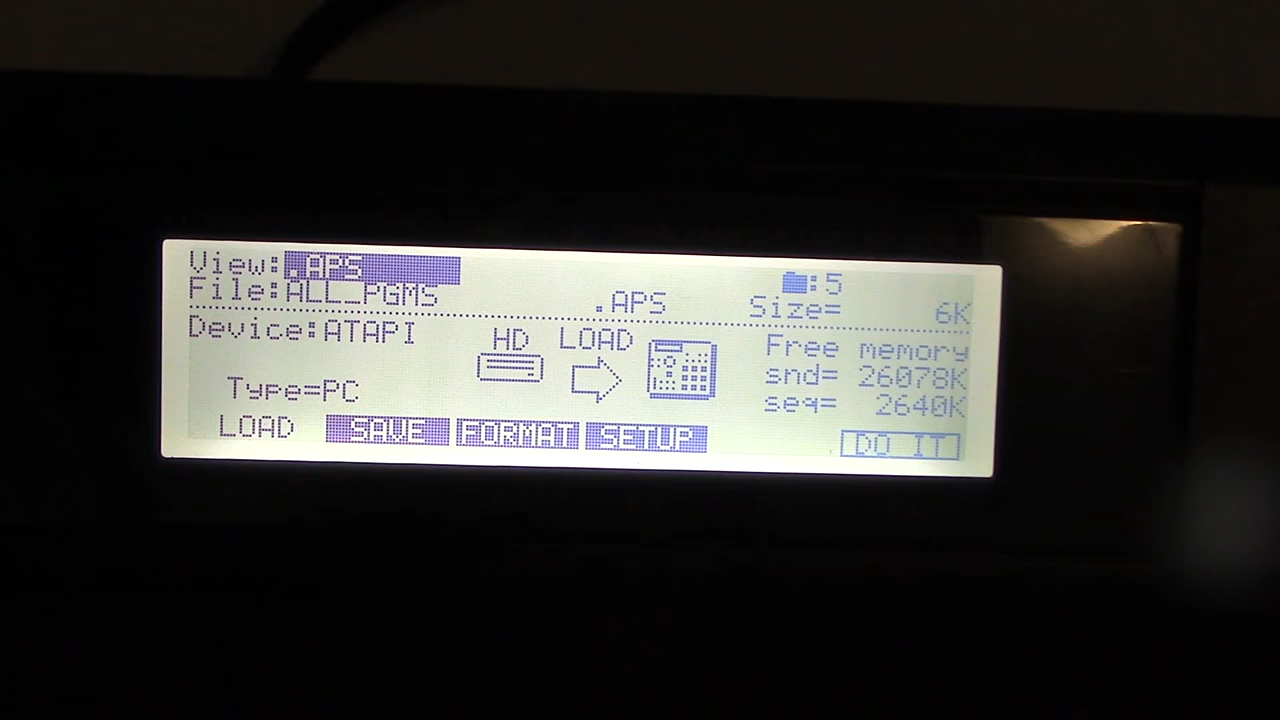 View:.APS :5
File:ALL_PGMS .APS Size= 6K
Device:ATAPI HD LOAD Free memory
snd= 26078K
Type=PC seq= 2640K
LOAD SAVE FORMAT SETUP DO IT